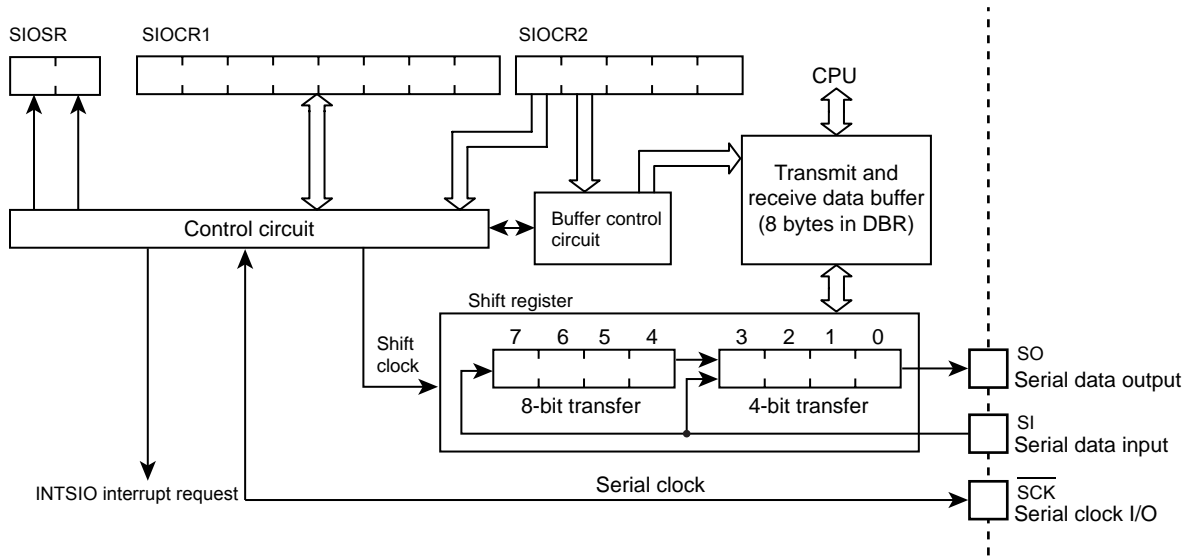 SIOSR
SIOCR1
SIOCR2
CPU
Transmit and
receive data buffer
(8 bytes in DBR)
Control circuit
Buffer control
circuit
Shift register
7 6 5 4 3 2 1 0
Shift
clock
8-bit transfer
4-bit transfer
SO
Serial data output
SI
Serial data input
INTSIO interrupt request
Serial clock
SCK
Serial clock I/O